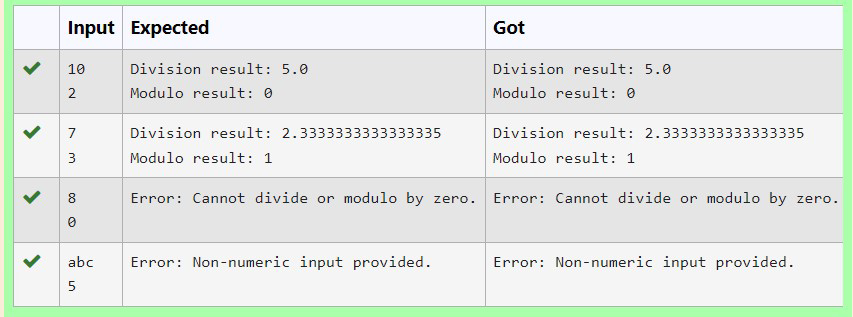 Input Expected Got
10 Division result: 5.0 Division result: 5.0
2 Modulo result: 0 Modulo result: 0
7 Division result: 2.3333333333333335 Division result: 2.3333333333333335
3 Modulo result: 1 Modulo result: 1
8 Error: Cannot divide or modulo by zero. Error: Cannot divide or modulo by zero.
0
abc Error: Non-numeric input provided. Error: Non-numeric input provided.
5